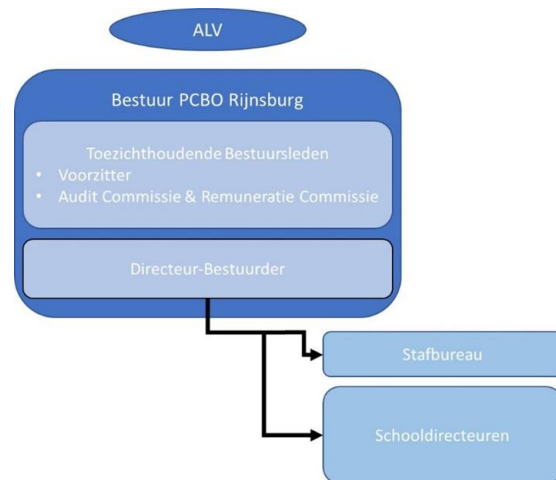 ALV
Bestuur PCBO Rijnsburg
Toezichthoudende Bestuursleden
• Voorzitter
• Audit Commissie & Remuneratie Commissie
Directeur-Bestuurder
Stafbureau
Schooldirecteuren